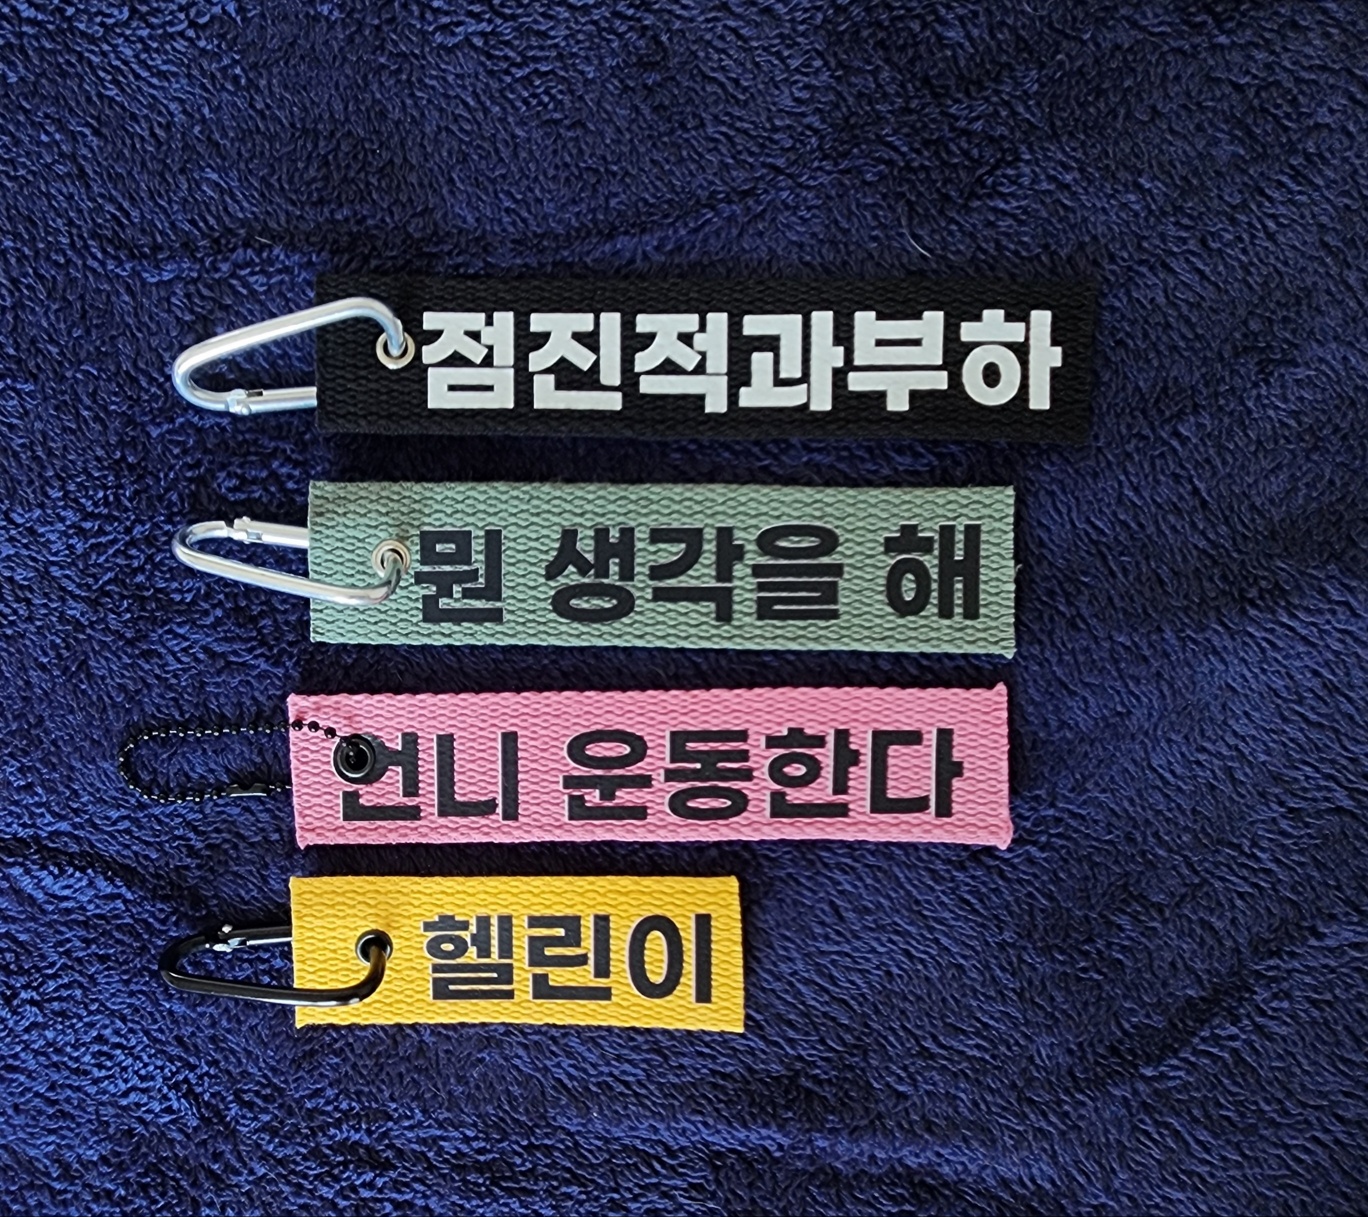 점진적과부하
뭔 생각을 해
언니 운동한다
헬린이